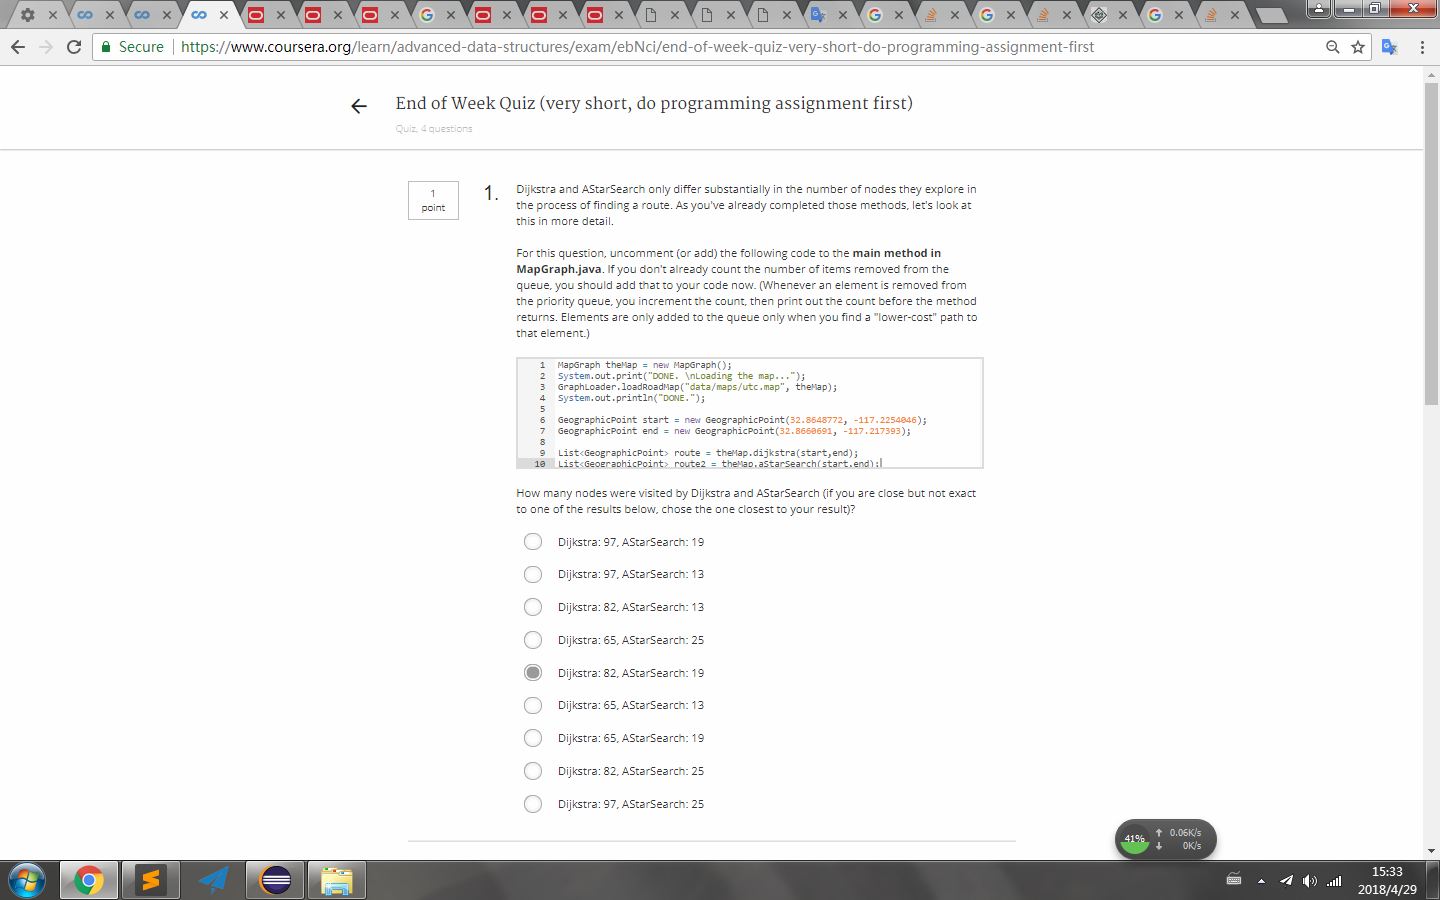 Secure
https://www.coursera.org/learn/advanced-data-structures/exam/ebNci/end-of-week-quiz-very-short-do-programming-assignment-first
End of Week Quiz (very short, do programming assignment first)
Quiz, 4 questions
1
point
1.
Dijkstra and AStarSearch only differ substantially in the number of nodes they explore in
the process of finding a route. As you've already completed those methods, let's look at
this in more detail.
For this question, uncomment (or add) the following code to the main method in
MapGraph.java. If you don't already count the number of items removed from the
queue, you should add that to your code now. (Whenever an element is removed from
the priority queue, you increment the count, then print out the count before the method
returns. Elements are only added to the queue only when you find a "lower-cost" path to
that element.)
1 MapGraph theMap = new MapGraph();
2 System.out.print("DONE. \nLoading the map...");
3 GraphLoader.loadRoadMap("data/maps/utc.map", theMap);
4 System.out.println("DONE.");
5
6 GeographicPoint start = new GeographicPoint(32.8648772, -117.2254046);
7 GeographicPoint end = new GeographicPoint(32.8660691, -117.217393);
8
9 List<GeographicPoint> route = theMap.dijkstra(start,end);
10 List<GeographicPoint> route2 = theMap.aStarSearch(start,end);
How many nodes were visited by Dijkstra and AStarSearch (if you are close but not exact
to one of the results below, chose the one closest to your result)?
Dijkstra: 97, AStarSearch: 19
Dijkstra: 97, AStarSearch: 13
Dijkstra: 82, AStarSearch: 13
Dijkstra: 65, AStarSearch: 25
Dijkstra: 82, AStarSearch: 19
Dijkstra: 65, AStarSearch: 13
Dijkstra: 65, AStarSearch: 19
Dijkstra: 82, AStarSearch: 25
Dijkstra: 97, AStarSearch: 25
41%
0.06K/s
0K/s
15:33
2018/4/29